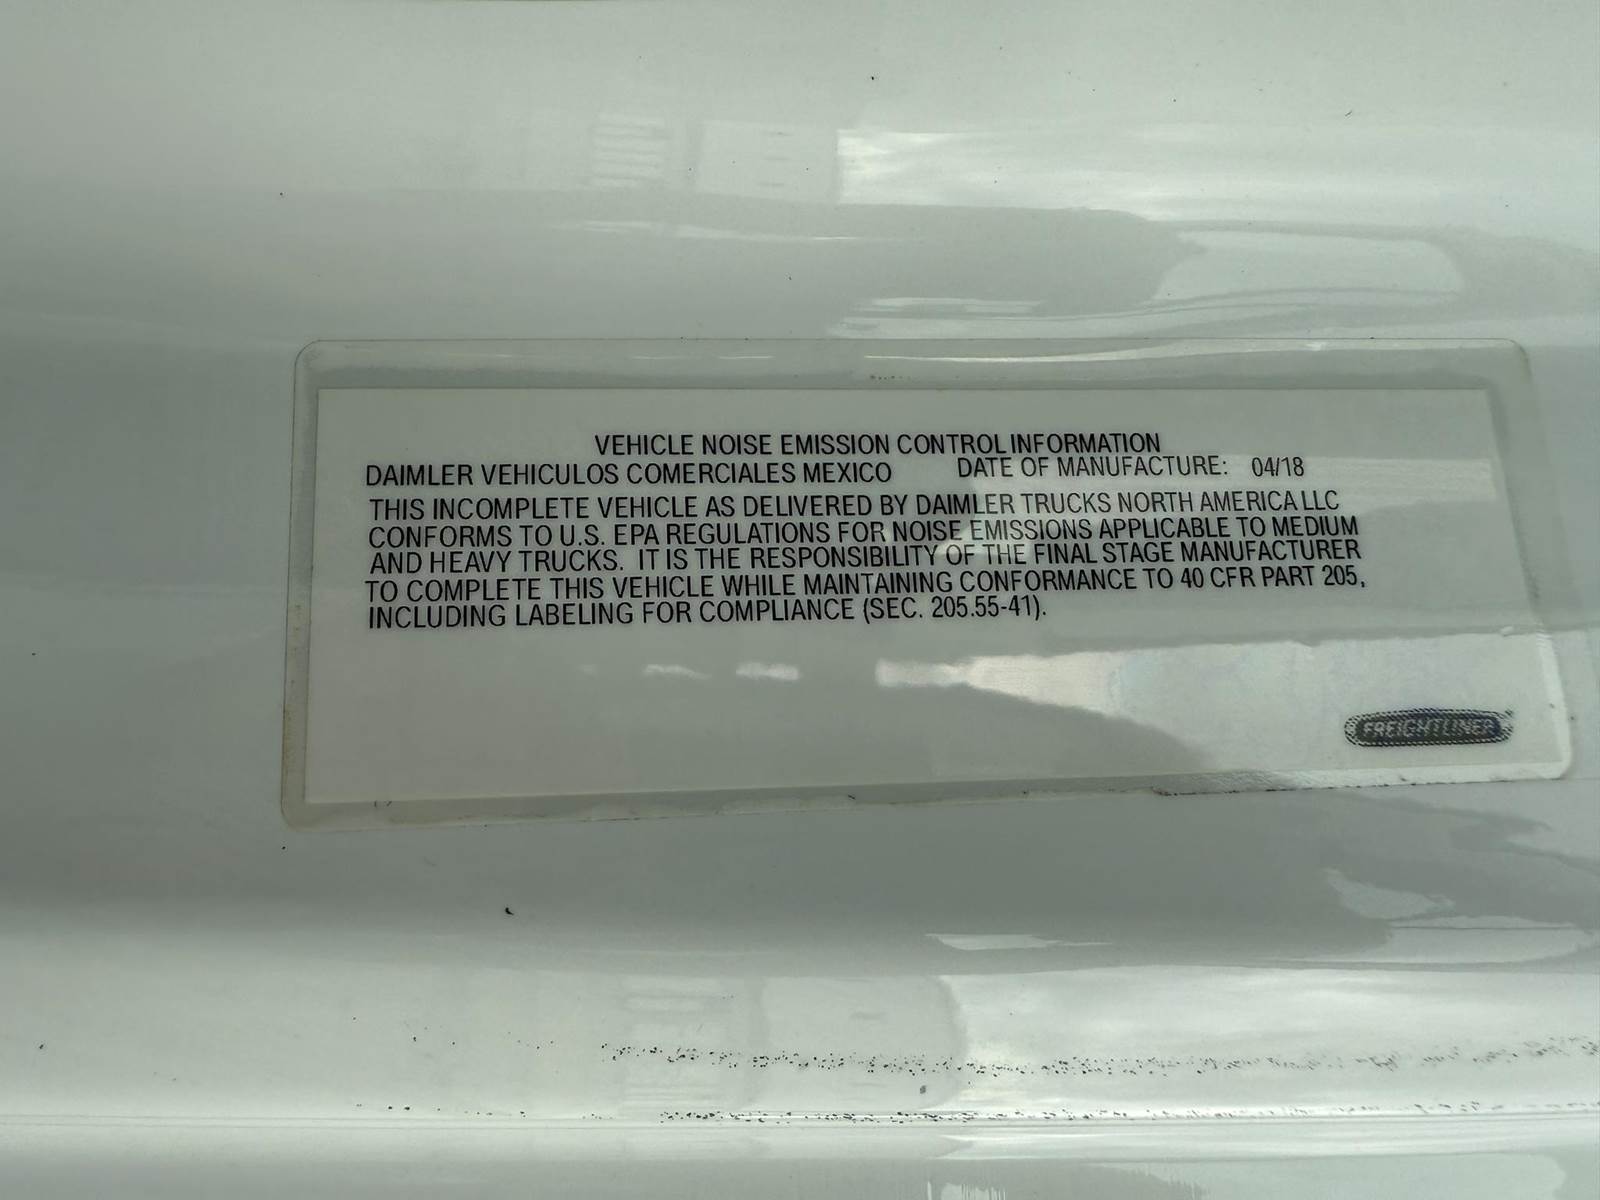 VEHICLE NOISE EMISSION CONTROL INFORMATION
DAIMLER VEHICULOS COMERCIALES MEXICO DATE OF MANUFACTURE: 04/18
THIS INCOMPLETE VEHICLE AS DELIVERED BY DAIMLER TRUCKS NORTH AMERICA LLC
CONFORMS TO U.S. EPA REGULATIONS FOR NOISE EMISSIONS APPLICABLE TO MEDIUM
AND HEAVY TRUCKS. IT IS THE RESPONSIBILITY OF THE FINAL STAGE MANUFACTURER
TO COMPLETE THIS VEHICLE WHILE MAINTAINING CONFORMANCE TO 40 CFR PART 205,
INCLUDING LABELING FOR COMPLIANCE (SEC. 205.55-41).
FREIGHTLINER